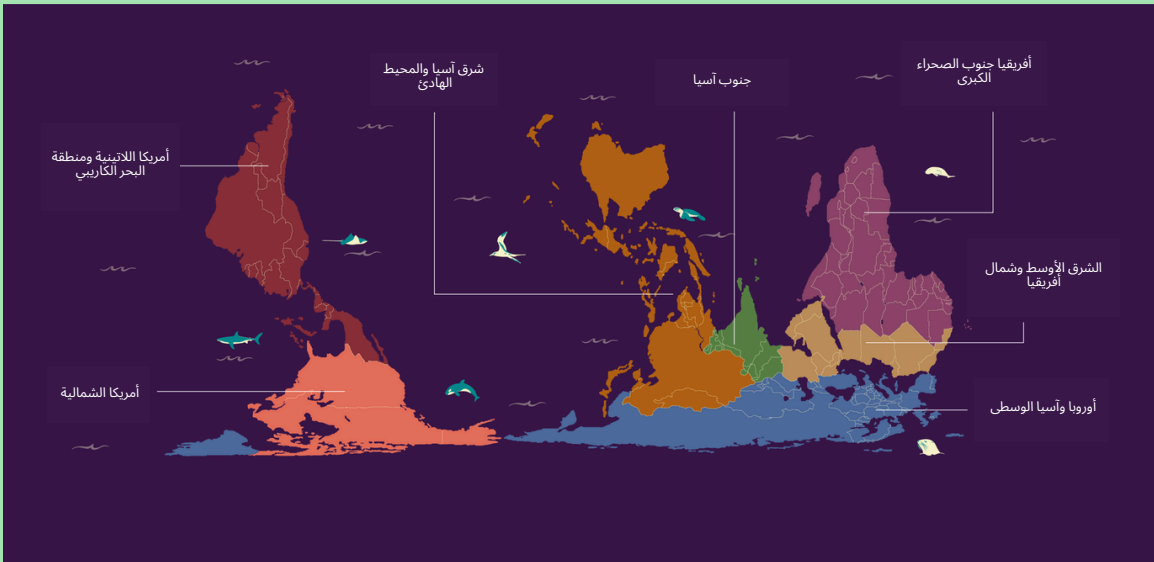 أفريقيا جنوب الصحراء
الكبرى
جنوب آسيا
شرق آسيا والمحيط
الهادئ
أمريكا اللاتينية ومنطقة
البحر الكاريبي
الشرق الأوسط وشمال
أفريقيا
أوروبا وآسيا الوسطى
أمريكا الشمالية